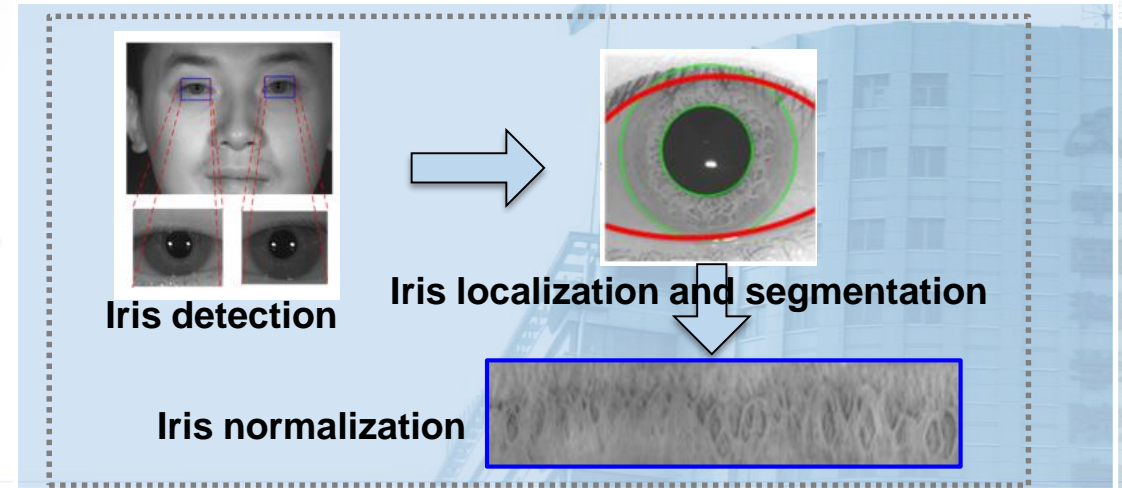 Iris detection
Iris localization and segmentation
Iris normalization